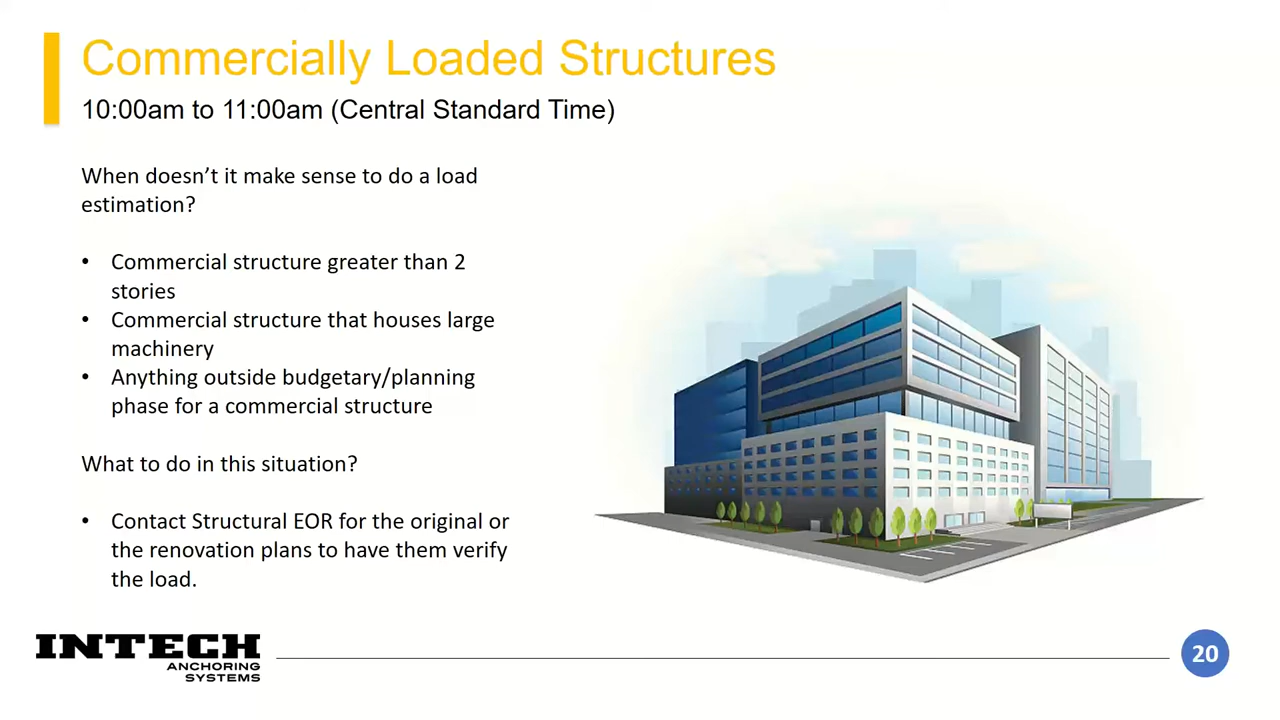 Commercially Loaded Structures
10:00am to 11:00am (Central Standard Time)
When doesn’t it make sense to do a load
estimation?
• Commercial structure greater than 2
stories
• Commercial structure that houses large
machinery
• Anything outside budgetary/planning
phase for a commercial structure
What to do in this situation?
• Contact Structural EOR for the original or
the renovation plans to have them verify
the load.
INTECH
ANCHORING
SYSTEMS
20